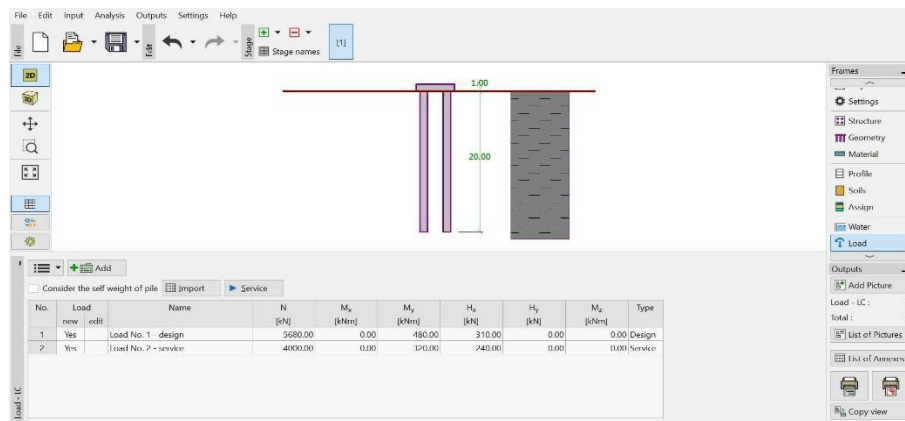 File Edit Input Analysis Outputs Settings Help
File
Edit
Stage
Stage names
[1]
2D
3D
1.00
20.00
Frames
Settings
Structure
Geometry
Material
Profile
Soils
Assign
Water
Load
Outputs
Add Picture
Load - LC :
Total :
List of Pictures
List of Annexes
Copy view
Add
Consider the self weight of pile Import Service
No. Load Name N Mx My Hx Hy Mz Type
new edit [kN] [kNm] [kNm] [kN] [kN] [kNm]
1 Yes Load No. 1 - design 5680.00 0.00 480.00 310.00 0.00 0.00 Design
2 Yes Load No. 2 - service 4000.00 0.00 320.00 240.00 0.00 0.00 Service
Load - LC